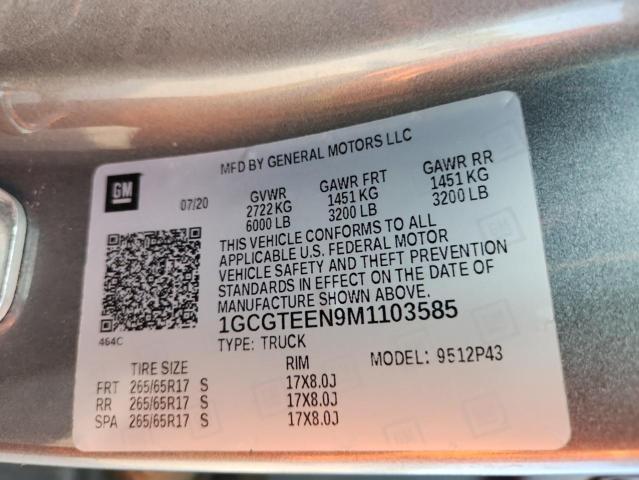 MFD BY GENERAL MOTORS LLC
GM
07/20
GVWR GAWR FRT GAWR RR
2722 KG 1451 KG 1451 KG
6000 LB 3200 LB 3200 LB
THIS VEHICLE CONFORMS TO ALL
APPLICABLE U.S. FEDERAL MOTOR
VEHICLE SAFETY AND THEFT PREVENTION
STANDARDS IN EFFECT ON THE DATE OF
MANUFACTURE SHOWN ABOVE.
1GCGTEEN9M1103585
464C
TYPE: TRUCK
TIRE SIZE RIM MODEL: 9512P43
FRT 265/65R17 S 17X8.0J
RR 265/65R17 S 17X8.0J
SPA 265/65R17 S 17X8.0J